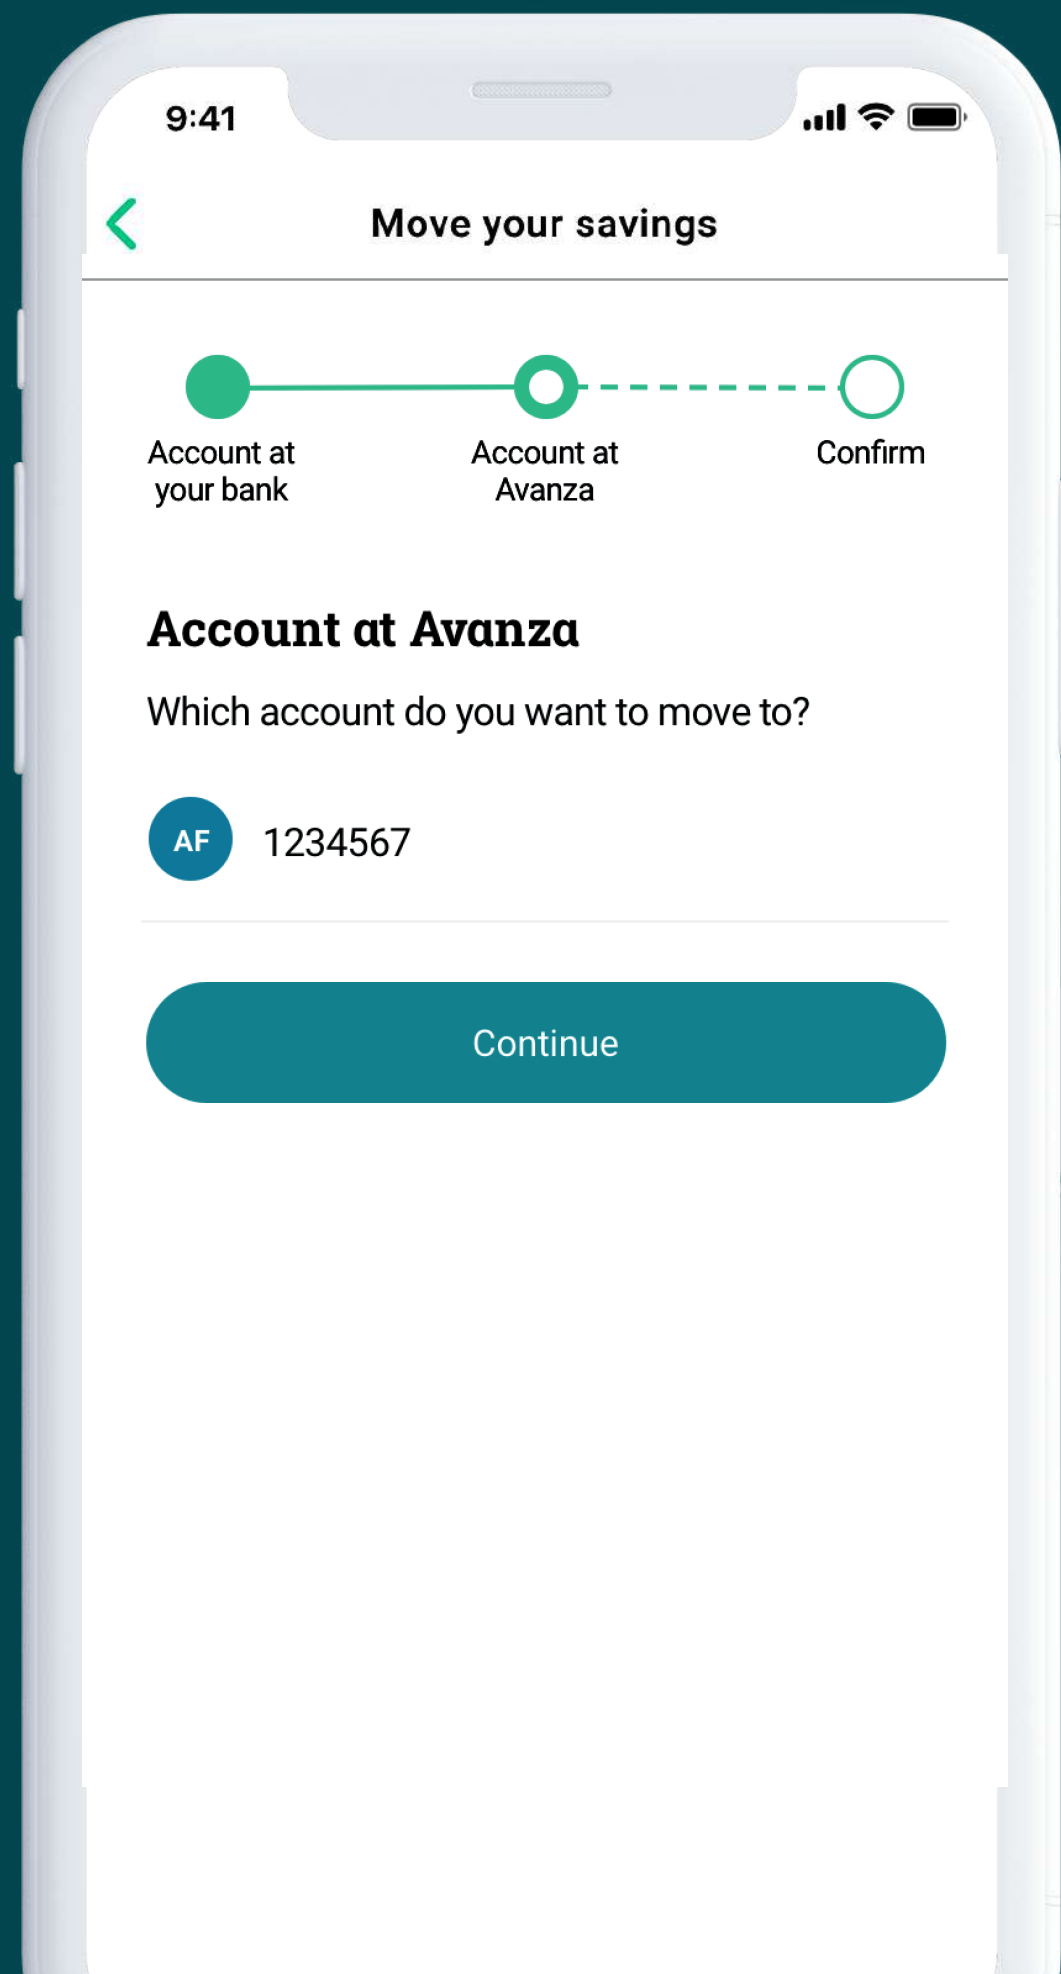 9:41
Move your savings
Account at
your bank
Account at
Avanza
Confirm
Account at Avanza
Which account do you want to move to?
AF 1234567
Continue